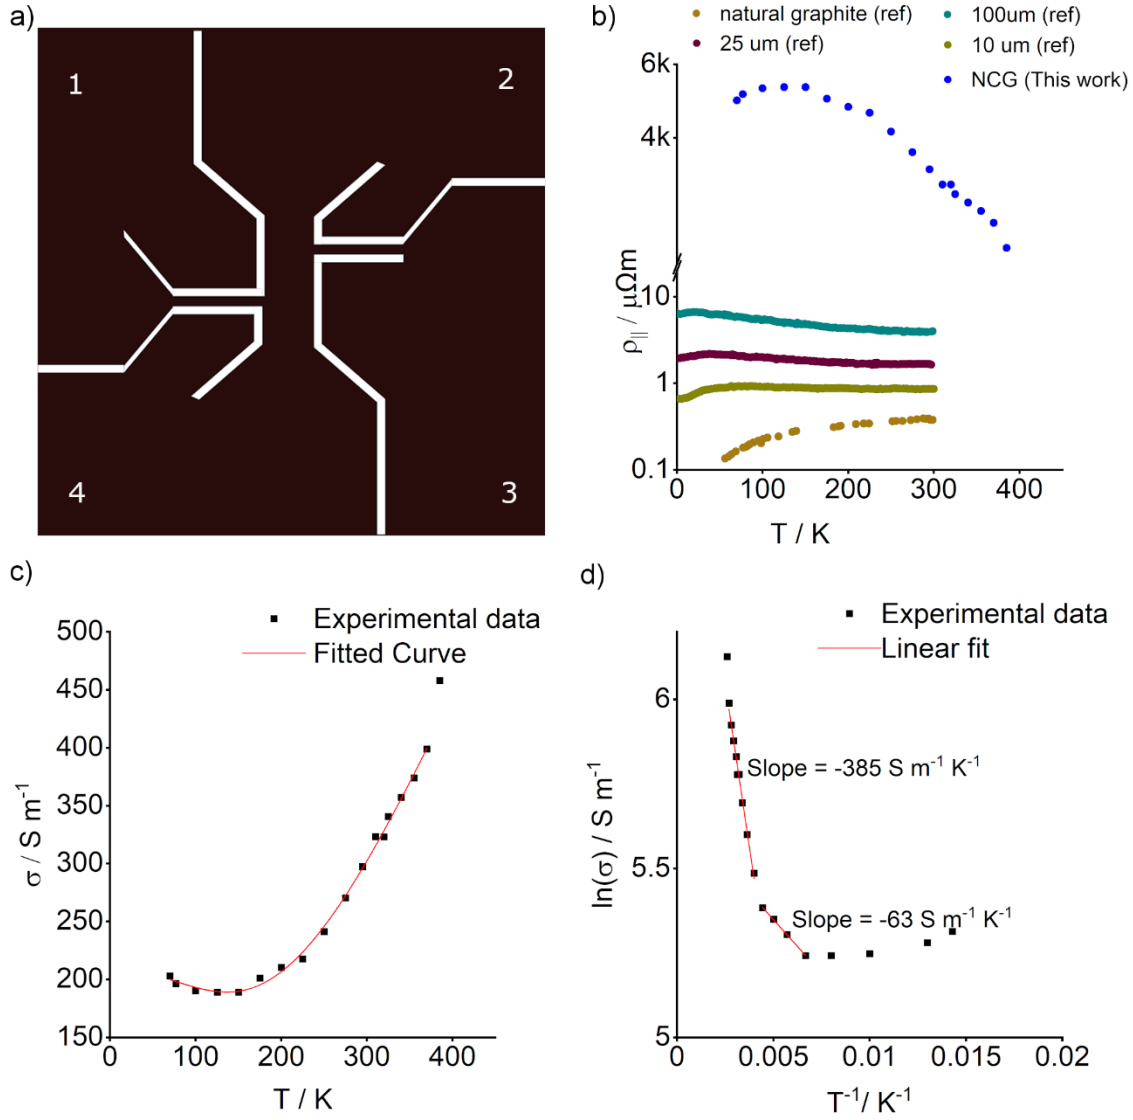 a)
1
2
4
3
b)
natural graphite (ref)
100um (ref)
25 um (ref)
10 um (ref)
NCG (This work)
6k
4k
10
1
0.1
ρ|| / μΩm
0 100 200 300 400
T / K
c)
Experimental data
Fitted Curve
500
450
400
350
300
250
200
150
σ / S m⁻¹
0 100 200 300 400
T / K
d)
Experimental data
Linear fit
6
5.5
5
ln(σ) / S m⁻¹
Slope = -385 S m⁻¹ K⁻¹
Slope = -63 S m⁻¹ K⁻¹
0 0.005 0.01 0.015 0.02
T⁻¹/ K⁻¹